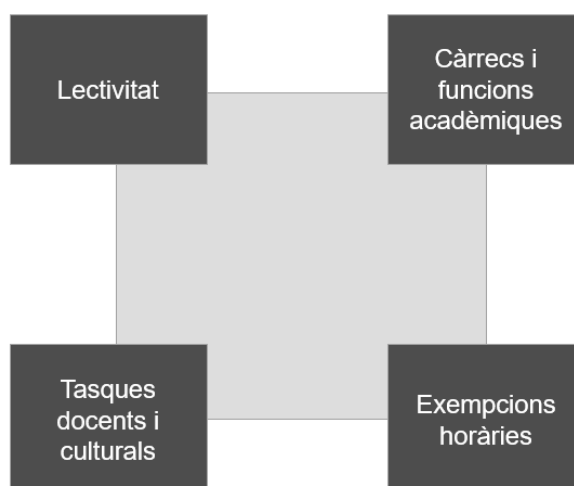 Lectivitat
Càrrecs i
funcions
acadèmiques
Tasques
docents i
culturals
Exempcions
horàries